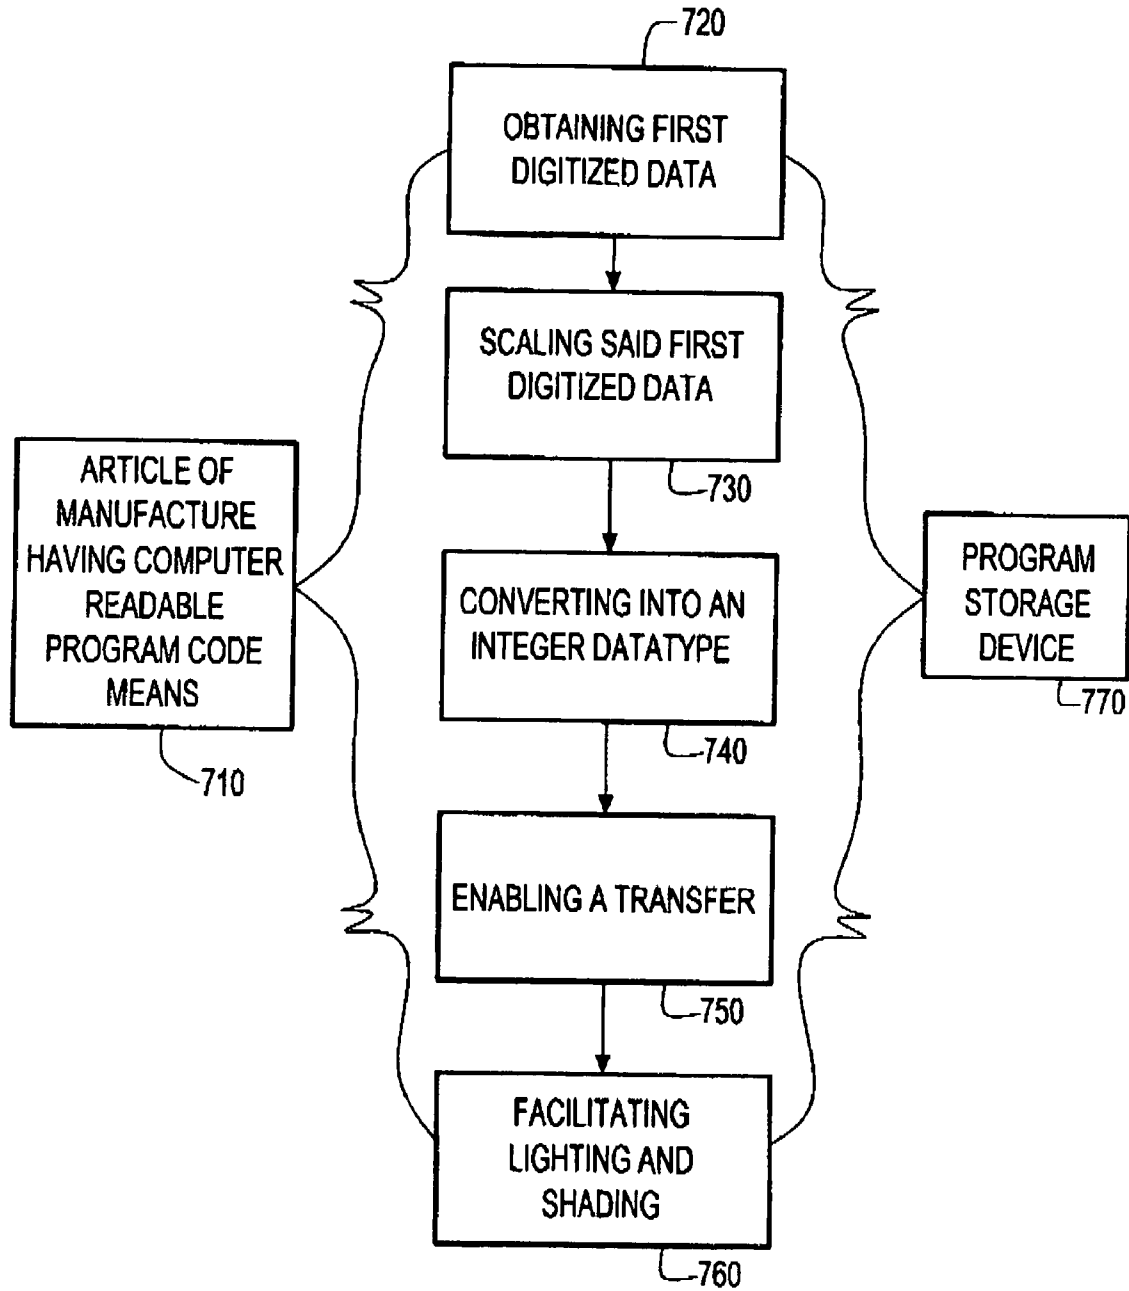 720
OBTAINING FIRST
DIGITIZED DATA
SCALING SAID FIRST
DIGITIZED DATA
730
ARTICLE OF
MANUFACTURE
HAVING COMPUTER
READABLE
PROGRAM CODE
MEANS
710
CONVERTING INTO AN
INTEGER DATATYPE
740
PROGRAM
STORAGE
DEVICE
770
ENABLING A TRANSFER
750
FACILITATING
LIGHTING AND
SHADING
760